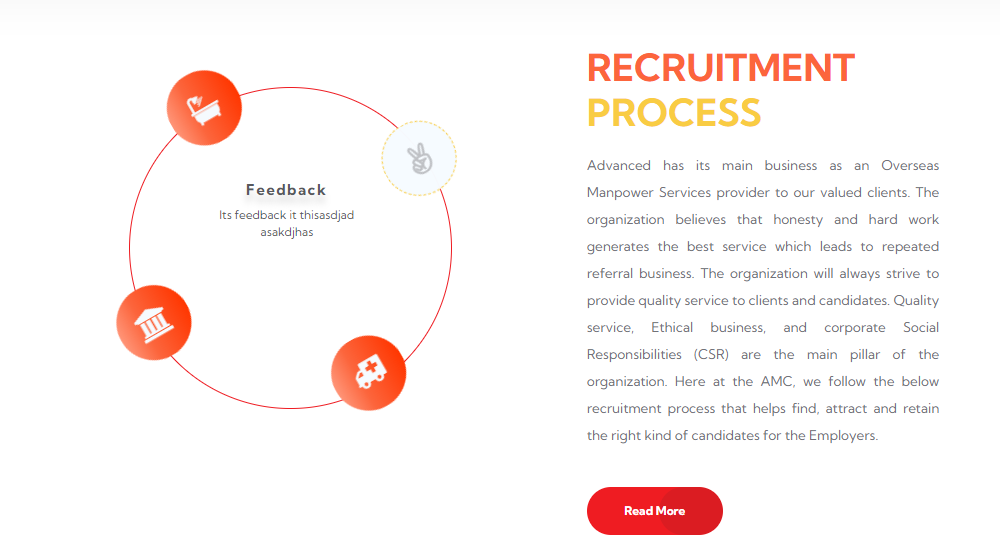 Feedback
Its feedback it thisasdjad
asakdjhas
RECRUITMENT
PROCESS
Advanced has its main business as an Overseas
Manpower Services provider to our valued clients. The
organization believes that honesty and hard work
generates the best service which leads to repeated
referral business. The organization will always strive to
provide quality service to clients and candidates. Quality
service, Ethical business, and corporate Social
Responsibilities (CSR) are the main pillar of the
organization. Here at the AMC, we follow the below
recruitment process that helps find, attract and retain
the right kind of candidates for the Employers.
Read More